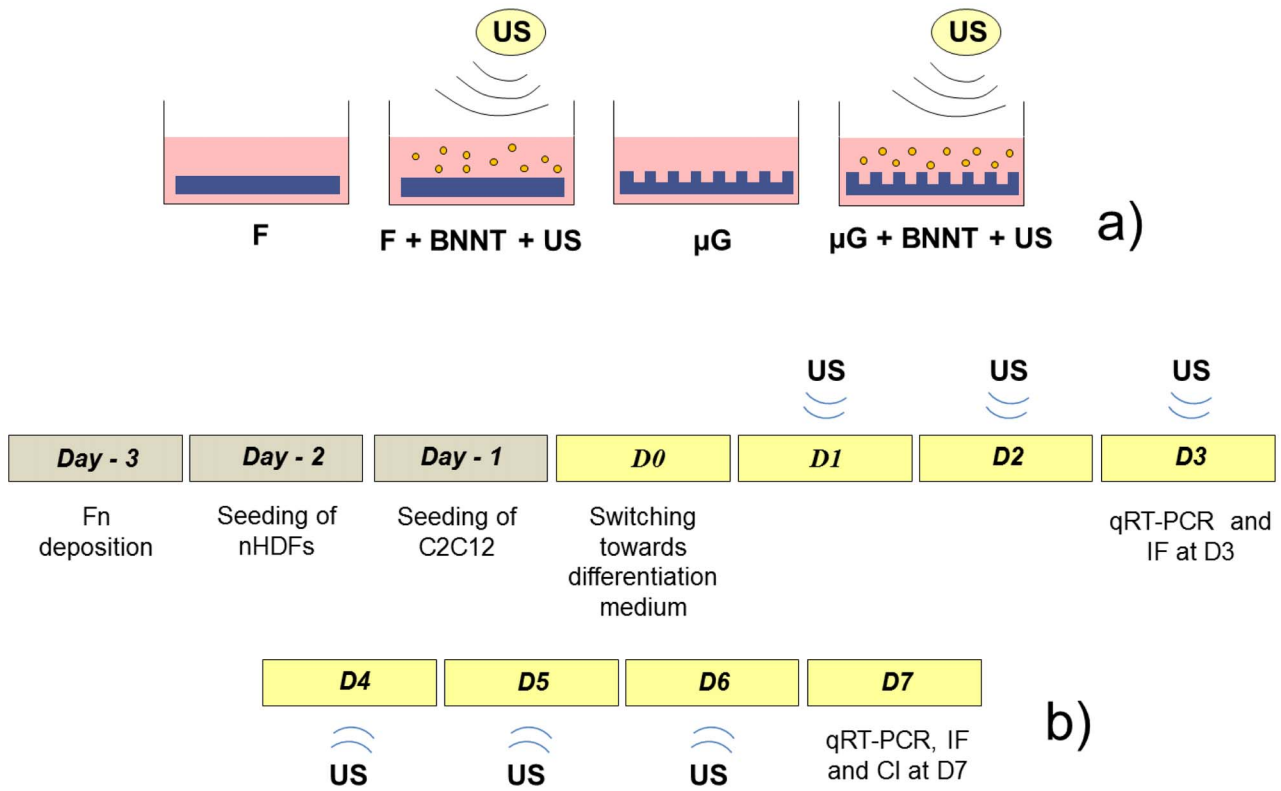 US
US
F
F + BNNT + US
µG
µG + BNNT + US
a)
US
US
US
Day - 3
Day - 2
Day - 1
D0
D1
D2
D3
Fn
deposition
Seeding of
nHDFs
Seeding of
C2C12
Switching
towards
differentiation
medium
qRT-PCR and
IF at D3
D4
D5
D6
D7
US
US
US
qRT-PCR, IF
and CI at D7
b)